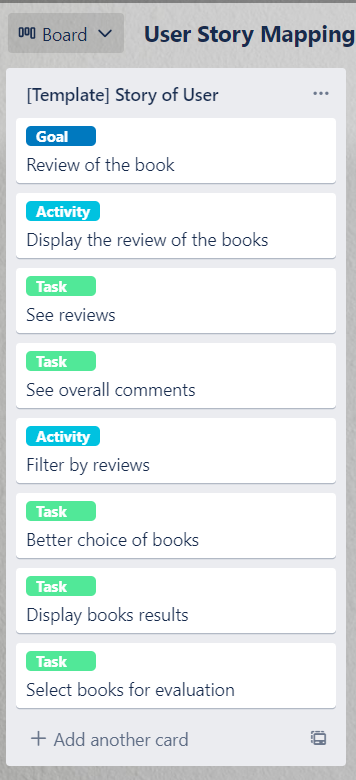 Board User Story Mapping
[Template] Story of User
Goal
Review of the book
Activity
Display the review of the books
Task
See reviews
Task
See overall comments
Activity
Filter by reviews
Task
Better choice of books
Task
Display books results
Task
Select books for evaluation
+ Add another card